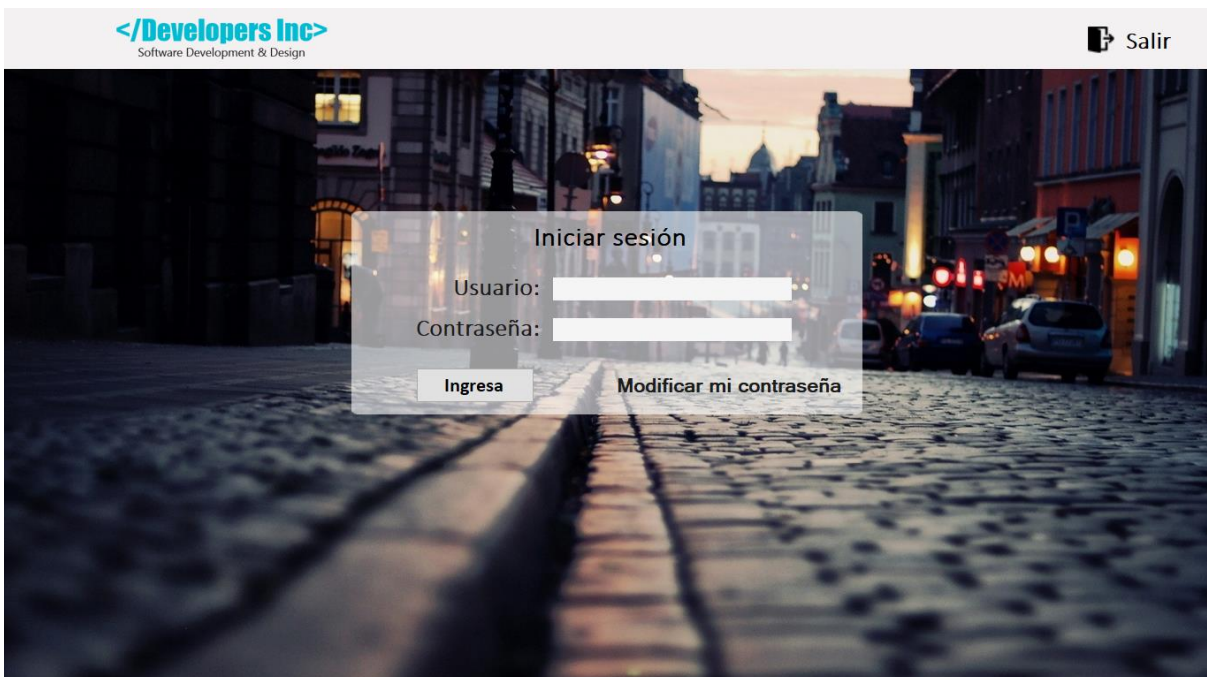 </Developers Inc>
Software Development & Design
Salir
Iniciar sesión
Usuario:
Contraseña:
Ingresa
Modificar mi contraseña